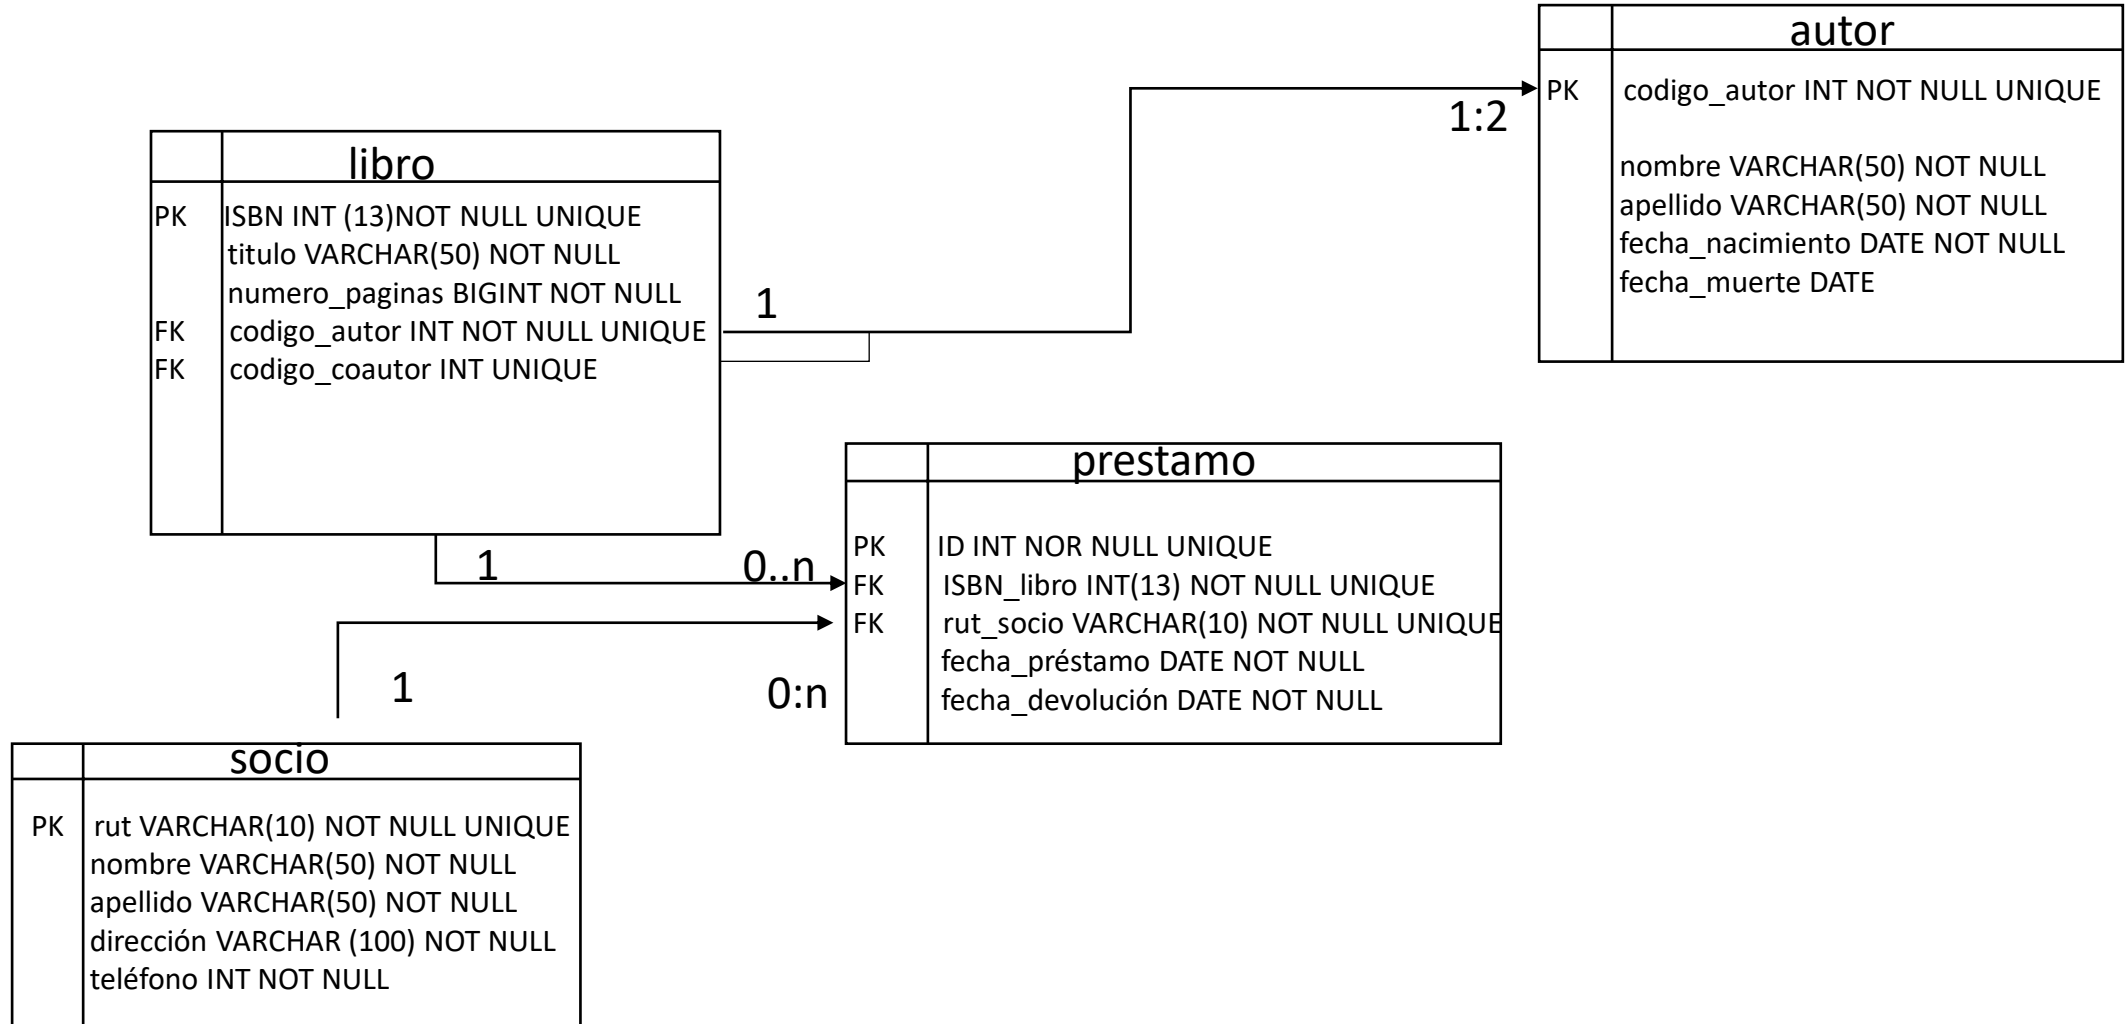 autor
PK codigo_autor INT NOT NULL UNIQUE
nombre VARCHAR(50) NOT NULL
apellido VARCHAR(50) NOT NULL
fecha_nacimiento DATE NOT NULL
fecha_muerte DATE
1:2
libro
PK ISBN INT (13)NOT NULL UNIQUE
titulo VARCHAR(50) NOT NULL
numero_paginas BIGINT NOT NULL
FK codigo_autor INT NOT NULL UNIQUE
FK codigo_coautor INT UNIQUE
1
prestamo
PK ID INT NOR NULL UNIQUE
FK ISBN_libro INT(13) NOT NULL UNIQUE
FK rut_socio VARCHAR(10) NOT NULL UNIQUE
fecha_préstamo DATE NOT NULL
fecha_devolución DATE NOT NULL
1
0..n
1
0:n
socio
PK rut VARCHAR(10) NOT NULL UNIQUE
nombre VARCHAR(50) NOT NULL
apellido VARCHAR(50) NOT NULL
dirección VARCHAR (100) NOT NULL
teléfono INT NOT NULL